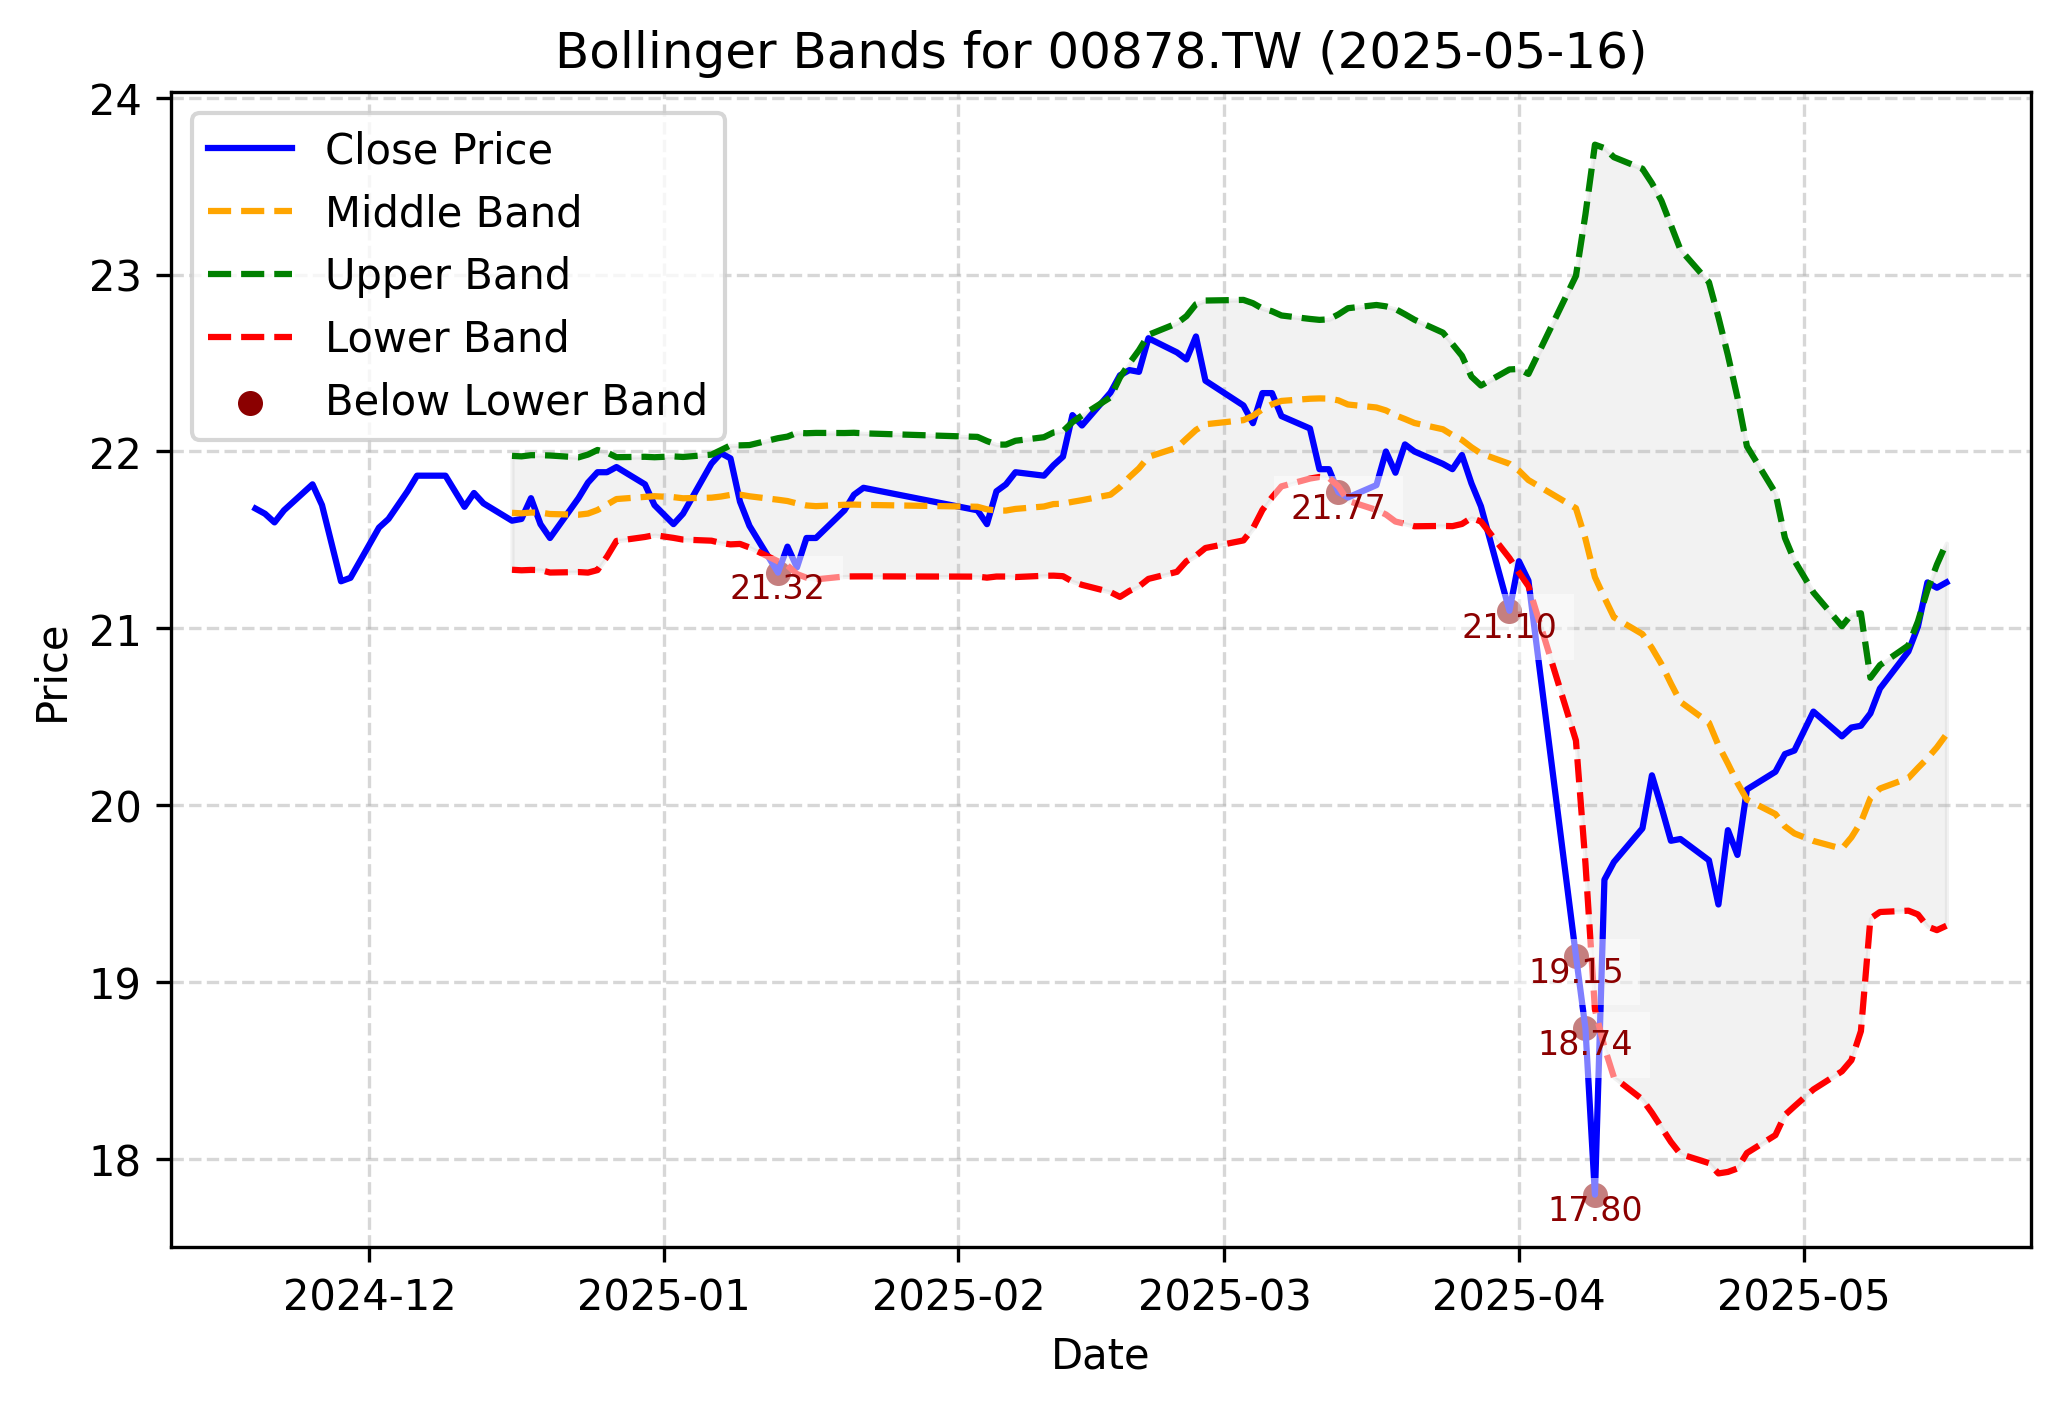 Bollinger Bands for 00878.TW (2025-05-16)
24
23
22
21
20
19
18
Price
Close Price
Middle Band
Upper Band
Lower Band
Below Lower Band
21.32
21.77
21.10
19.15
18.74
17.80
2024-12
2025-01
2025-02
2025-03
2025-04
2025-05
Date